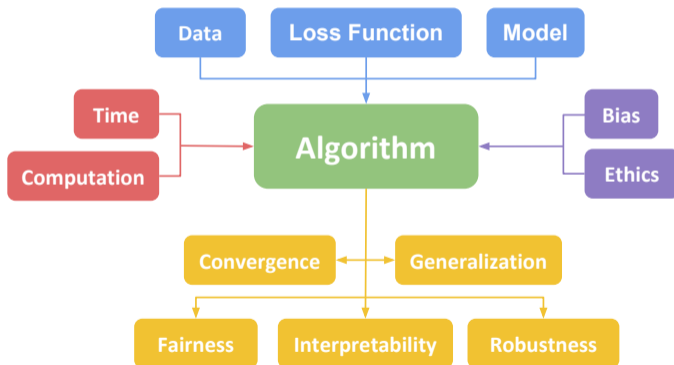 Data
Loss Function
Model
Time
Bias
Algorithm
Computation
Ethics
Convergence
Generalization
Fairness
Interpretability
Robustness